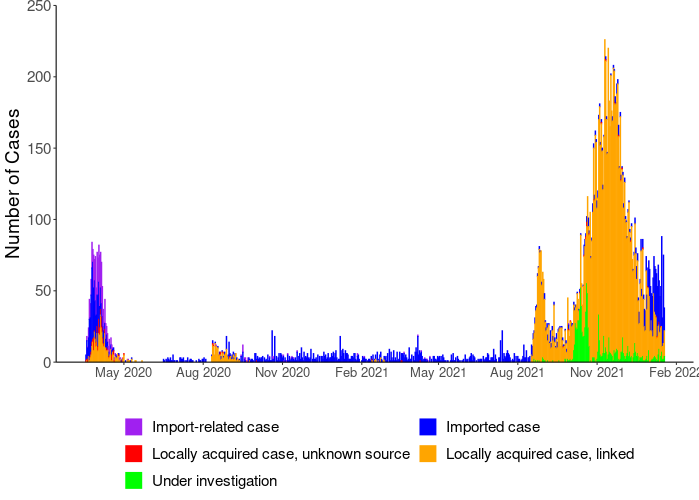 Number of Cases
250
200
150
100
50
0
May 2020 Aug 2020 Nov 2020 Feb 2021 May 2021 Aug 2021 Nov 2021 Feb 2022
Import-related case Imported case
Locally acquired case, unknown source Locally acquired case, linked
Under investigation